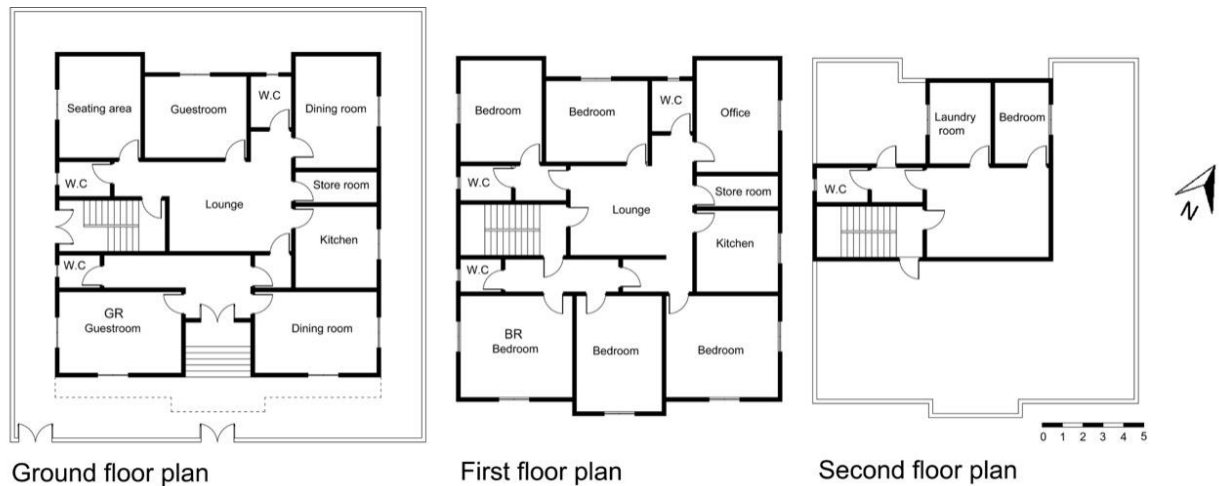 Seating area
Guestroom
W.C
Dining room
W.C
Lounge
Store room
Kitchen
W.C
GR
Guestroom
Dining room
Ground floor plan
Bedroom
Bedroom
W.C
Office
W.C
Lounge
Store room
Kitchen
W.C
BR
Bedroom
Bedroom
Bedroom
First floor plan
Laundry
room
Bedroom
W.C
Second floor plan
N
0 1 2 3 4 5